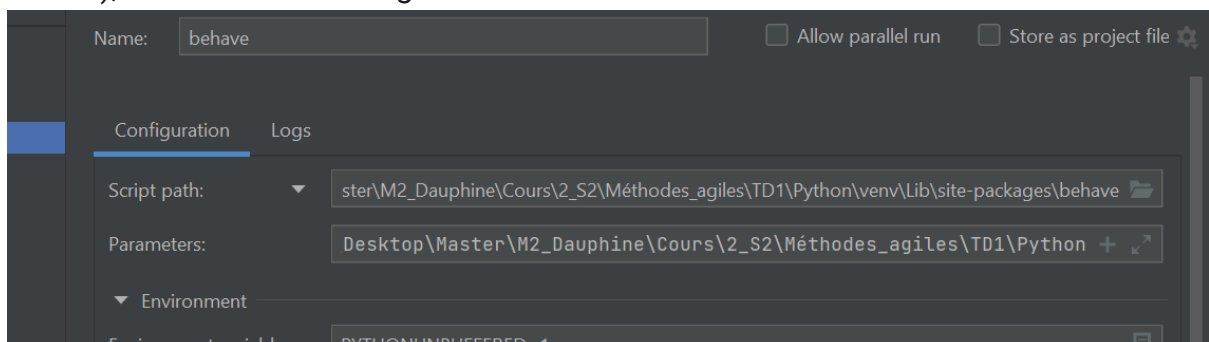 Name: behave Allow parallel run Store as project file
Configuration Logs
Script path: ster\M2_Dauphine\Cours\2_S2\Méthodes_agiles\TD1\Python\venv\Lib\site-packages\behave
Parameters: Desktop\Master\M2_Dauphine\Cours\2_S2\Méthodes_agiles\TD1\Python
Environment